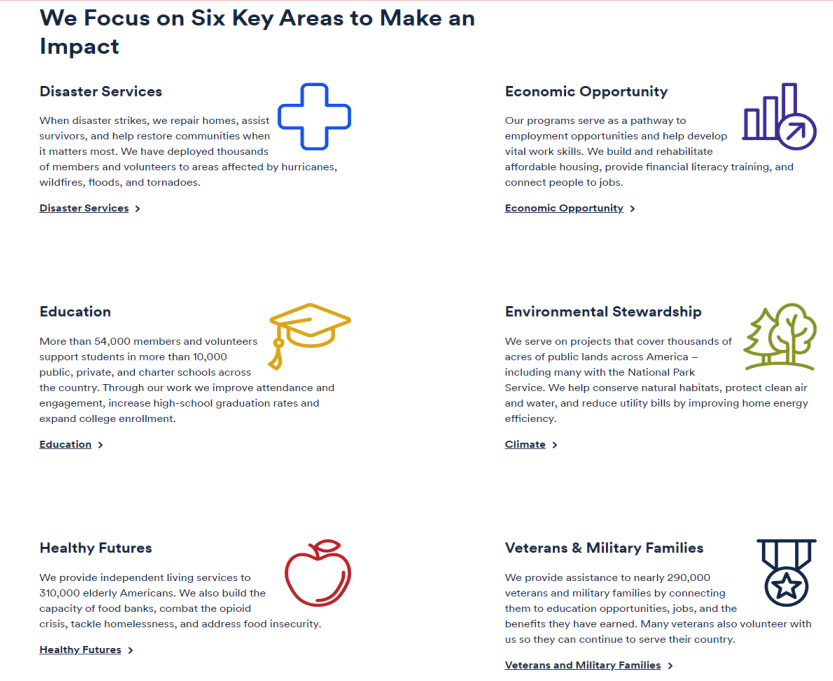 We Focus on Six Key Areas to Make an
Impact
Disaster Services
When disaster strikes, we repair homes, assist
survivors, and help restore communities when
it matters most. We have deployed thousands
of members and volunteers to areas affected by hurricanes,
wildfires, floods, and tornadoes.
Disaster Services >
Economic Opportunity
Our programs serve as a pathway to
employment opportunities and help develop
vital work skills. We build and rehabilitate
affordable housing, provide financial literacy training, and
connect people to jobs.
Economic Opportunity >
Education
More than 54,000 members and volunteers
support students in more than 10,000
public, private, and charter schools across
the country. Through our work we improve attendance and
engagement, increase high-school graduation rates and
expand college enrollment.
Education >
Environmental Stewardship
We serve on projects that cover thousands of
acres of public lands across America –
including many with the National Park
Service. We help conserve natural habitats, protect clean air
and water, and reduce utility bills by improving home energy
efficiency.
Climate >
Healthy Futures
We provide independent living services to
310,000 elderly Americans. We also build the
capacity of food banks, combat the opioid
crisis, tackle homelessness, and address food insecurity.
Healthy Futures >
Veterans & Military Families
We provide assistance to nearly 290,000
veterans and military families by connecting
them to education opportunities, jobs, and the
benefits they have earned. Many veterans also volunteer with
us so they can continue to serve their country.
Veterans and Military Families >